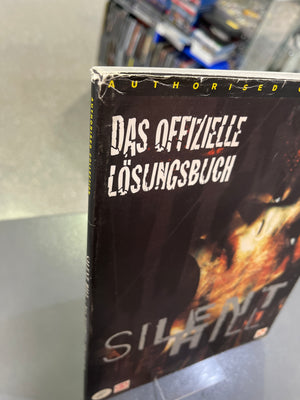 AUTHORISED
DAS OFFIZIELLE
LÖSUNGSBUCH
SILENT
HILL